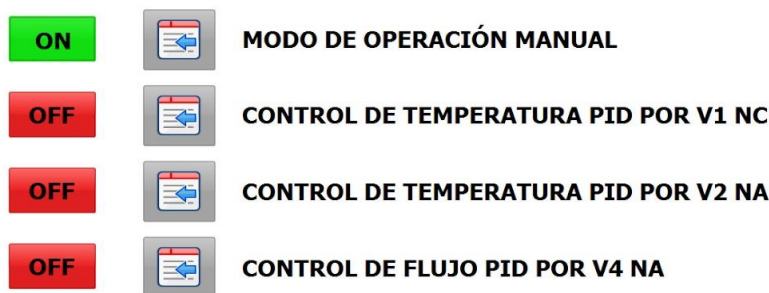 ON MODO DE OPERACIÓN MANUAL
OFF CONTROL DE TEMPERATURA PID POR V1 NC
OFF CONTROL DE TEMPERATURA PID POR V2 NA
OFF CONTROL DE FLUJO PID POR V4 NA